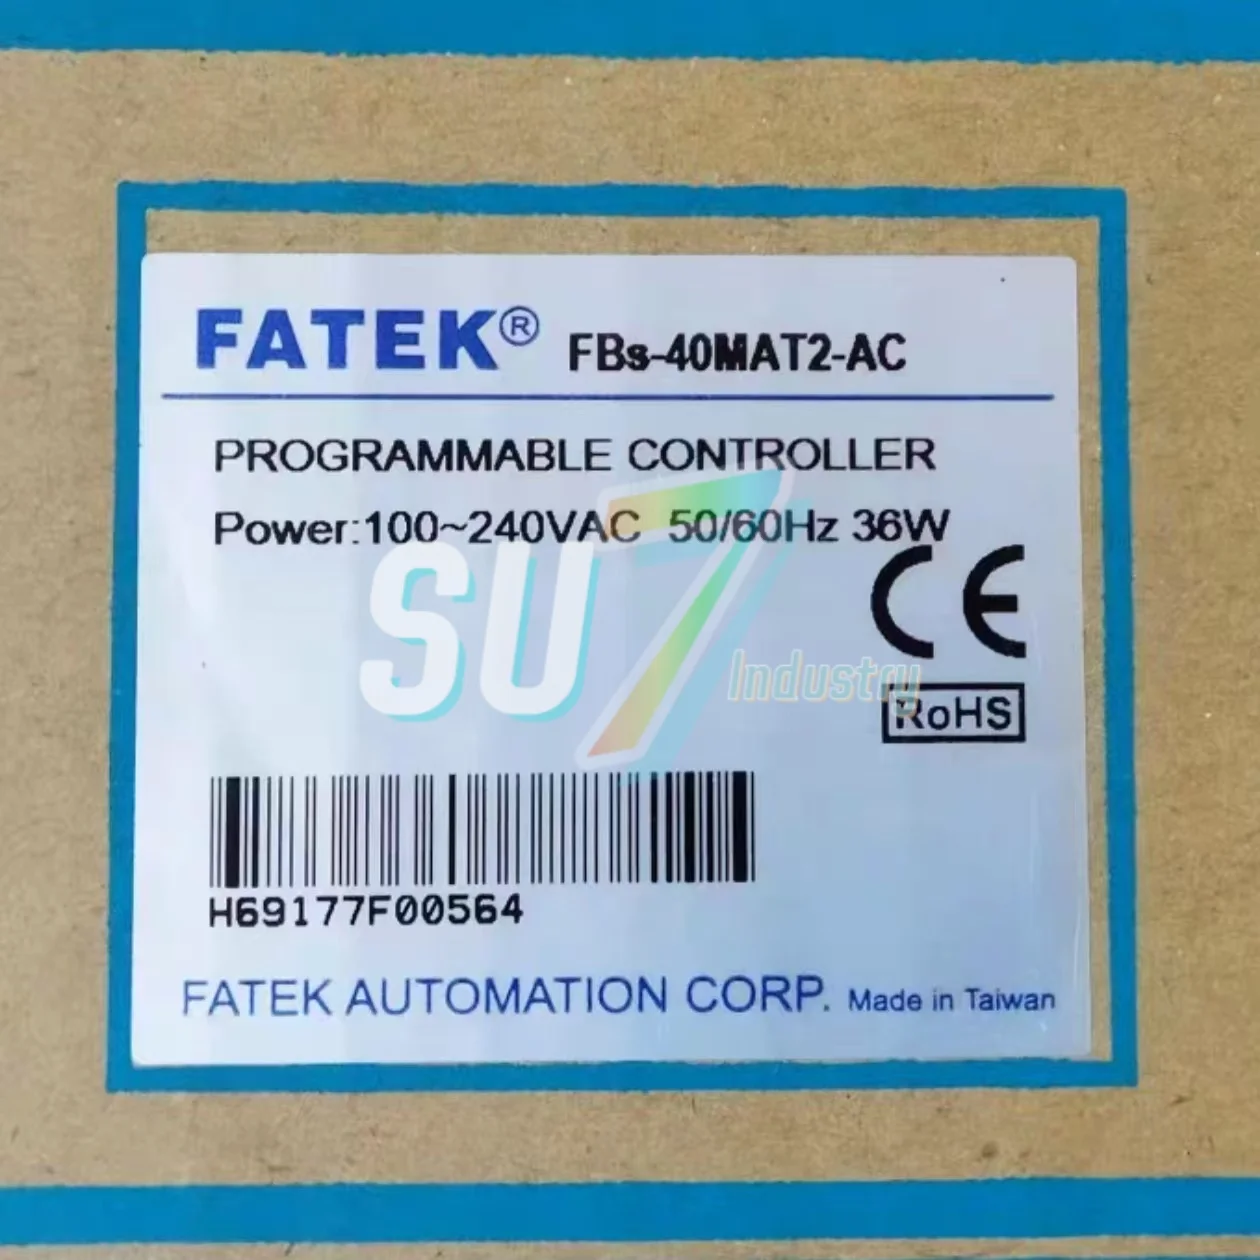 FATEK® FBs-40MAT2-AC
PROGRAMMABLE CONTROLLER
Power:100~240VAC 50/60Hz 36W
CE
SU7
Industry
RoHS
H69177F00564
FATEK AUTOMATION CORP. Made in Taiwan